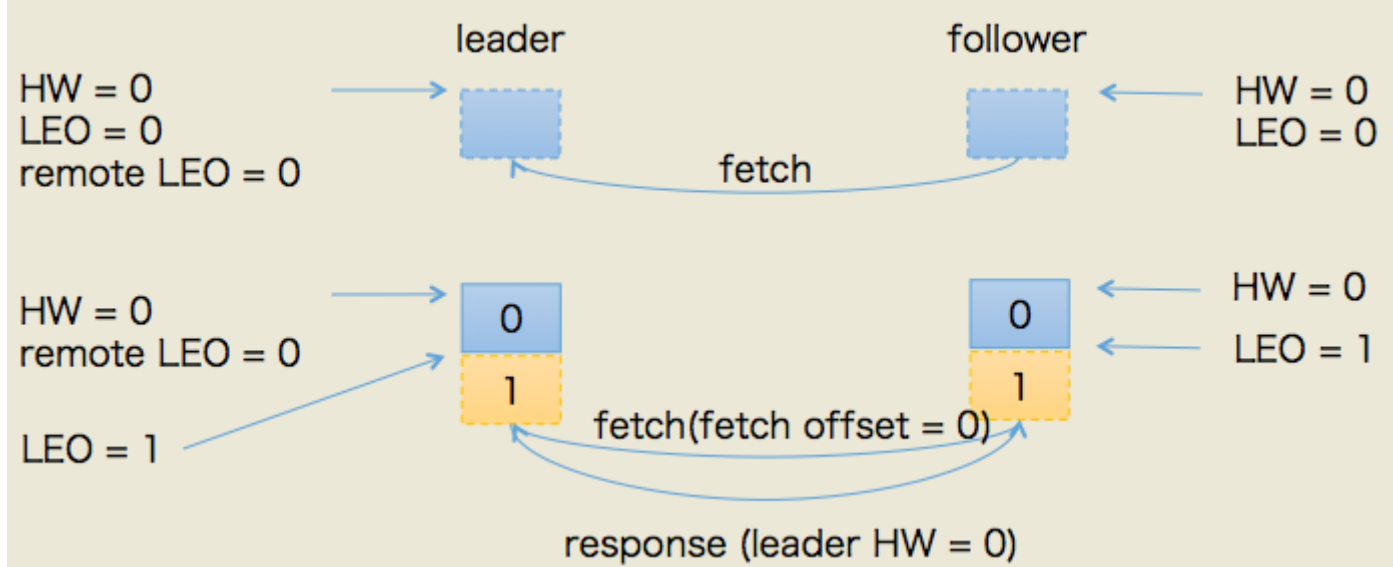 leader
follower
HW = 0
LEO = 0
remote LEO = 0
HW = 0
LEO = 0
fetch
HW = 0
remote LEO = 0
LEO = 1
0
1
0
1
HW = 0
LEO = 1
fetch(fetch offset = 0)
response (leader HW = 0)